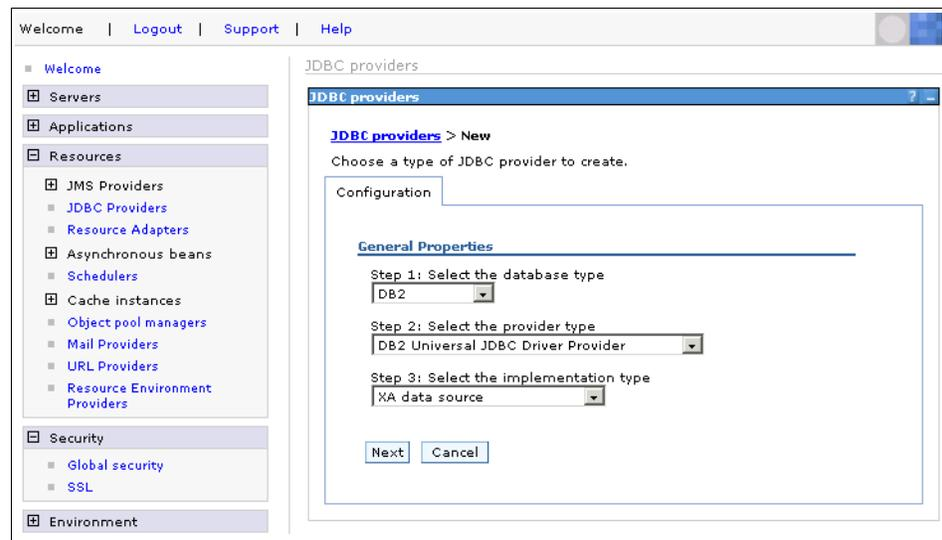 Welcome | Logout | Support | Help
Welcome
Servers
Applications
Resources
JMS Providers
JDBC Providers
Resource Adapters
Asynchronous beans
Schedulers
Cache instances
Object pool managers
Mail Providers
URL Providers
Resource Environment
Providers
Security
Global security
SSL
Environment
JDBC providers
JDBC providers ? _
JDBC providers > New
Choose a type of JDBC provider to create.
Configuration
General Properties
Step 1: Select the database type
DB2
Step 2: Select the provider type
DB2 Universal JDBC Driver Provider
Step 3: Select the implementation type
XA data source
Next Cancel